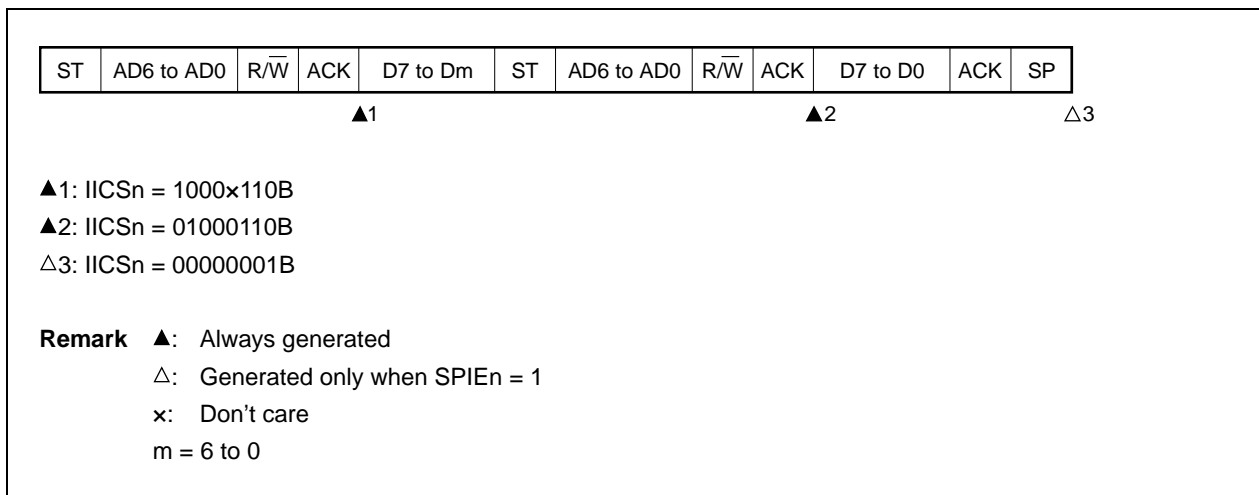 ST AD6 to AD0 R/W̅ ACK D7 to Dm ST AD6 to AD0 R/W̅ ACK D7 to D0 ACK SP
▲1 ▲2 △3
▲1: IICSn = 1000×110B
▲2: IICSn = 01000110B
△3: IICSn = 00000001B
Remark ▲: Always generated
△: Generated only when SPIEn = 1
×: Don't care
m = 6 to 0